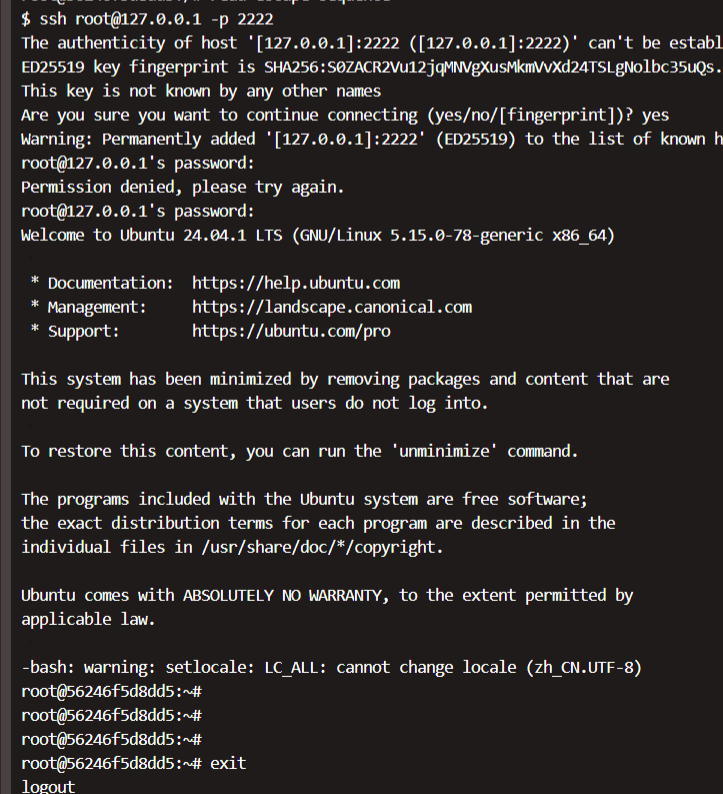 $ ssh root@127.0.0.1 -p 2222
The authenticity of host '[127.0.0.1]:2222 ([127.0.0.1]:2222)' can't be establ
ED25519 key fingerprint is SHA256:S0ZACR2Vu12jqMNVgXusMkmVvXd24TSLgNolbc35uQs.
This key is not known by any other names
Are you sure you want to continue connecting (yes/no/[fingerprint])? yes
Warning: Permanently added '[127.0.0.1]:2222' (ED25519) to the list of known h
root@127.0.0.1's password:
Permission denied, please try again.
root@127.0.0.1's password:
Welcome to Ubuntu 24.04.1 LTS (GNU/Linux 5.15.0-78-generic x86_64)
* Documentation:  https://help.ubuntu.com
* Management:     https://landscape.canonical.com
* Support:        https://ubuntu.com/pro
This system has been minimized by removing packages and content that are
not required on a system that users do not log into.
To restore this content, you can run the 'unminimize' command.
The programs included with the Ubuntu system are free software;
the exact distribution terms for each program are described in the
individual files in /usr/share/doc/*/copyright.
Ubuntu comes with ABSOLUTELY NO WARRANTY, to the extent permitted by
applicable law.
-bash: warning: setlocale: LC_ALL: cannot change locale (zh_CN.UTF-8)
root@56246f5d8dd5:~#
root@56246f5d8dd5:~#
root@56246f5d8dd5:~#
root@56246f5d8dd5:~# exit
logout